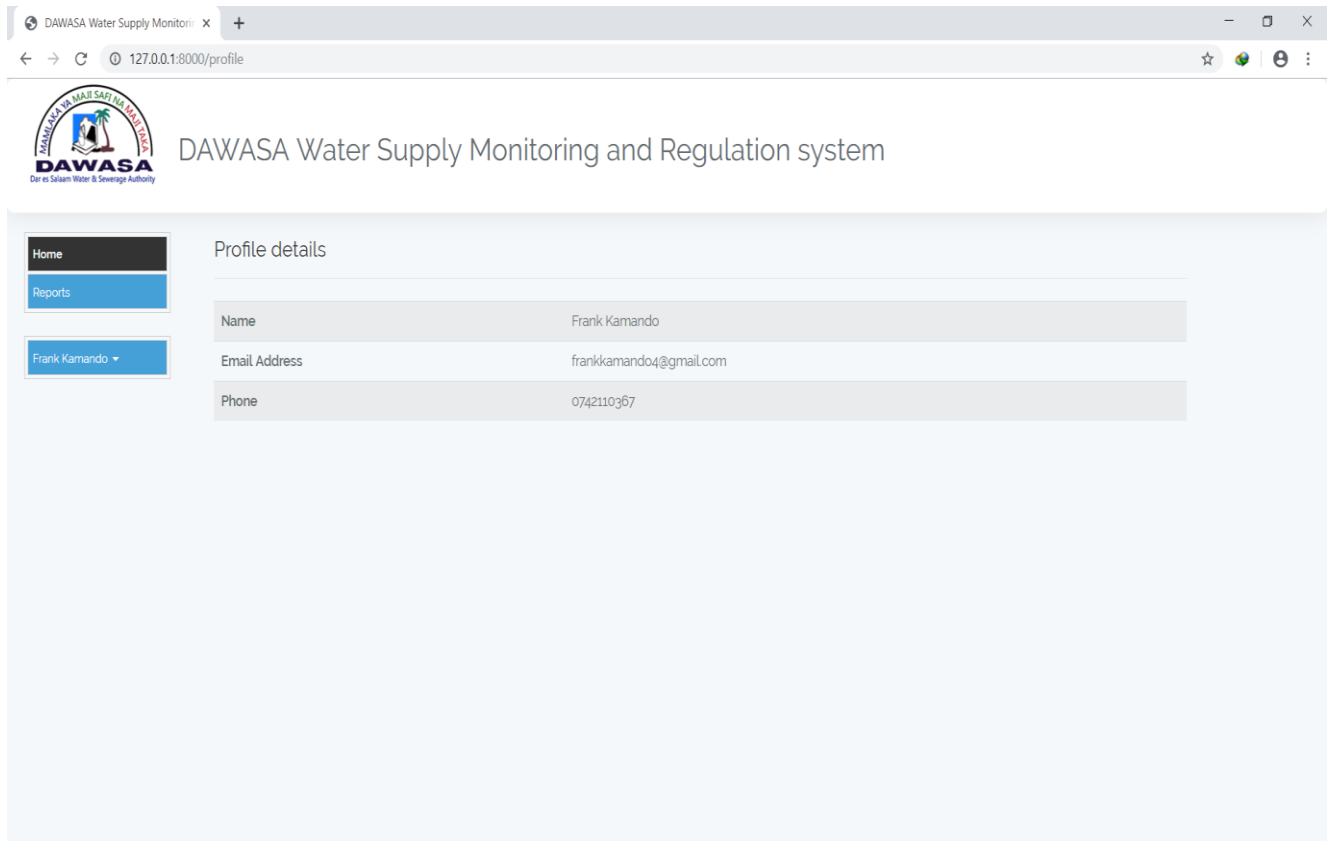 DAWASA Water Supply Monitorin
127.0.0.1:8000/profile
MAMLAKA YA MAJI SAFI NA MAJI TAKA
DAWASA
Dar es Salaam Water & Sewerage Authority
DAWASA Water Supply Monitoring and Regulation system
Home
Reports
Frank Kamando
Profile details
Name Frank Kamando
Email Address frankkamando4@gmail.com
Phone 0742110367